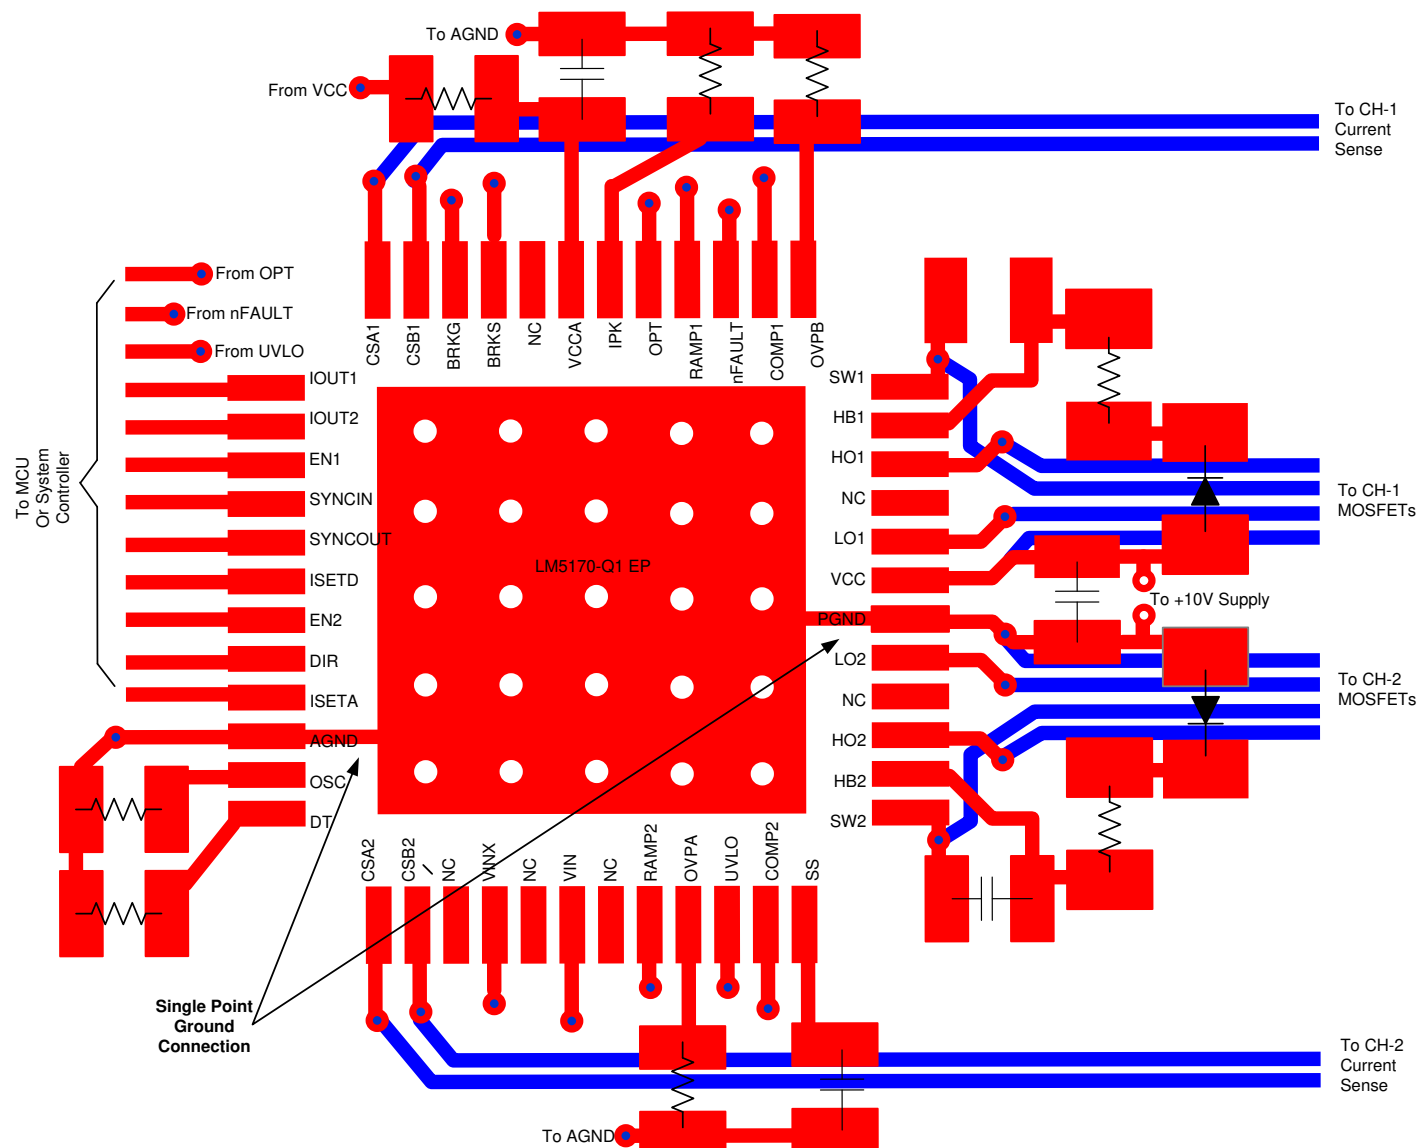 To AGND
From VCC
To CH-1
Current
Sense
From OPT
From nFAULT
From UVLO
CSA1
CSB1
BRKG
BRKS
NC
VCCA
IPK
OPT
RAMP1
nFAULT
COMP1
OVPB
To MCU
Or System
Controller
IOUT1
IOUT2
EN1
SYNCIN
SYNCOUT
ISETD
EN2
DIR
ISETA
AGND
OSC
DT
LM5170-Q1 EP
SW1
HB1
HO1
NC
LO1
VCC
PGND
LO2
NC
HO2
HB2
SW2
To CH-1
MOSFETs
To +10V Supply
To CH-2
MOSFETs
CSA2
CSB2
NC
VINX
NC
VIN
NC
RAMP2
OVPA
UVLO
COMP2
SS
Single Point
Ground
Connection
To CH-2
Current
Sense
To AGND